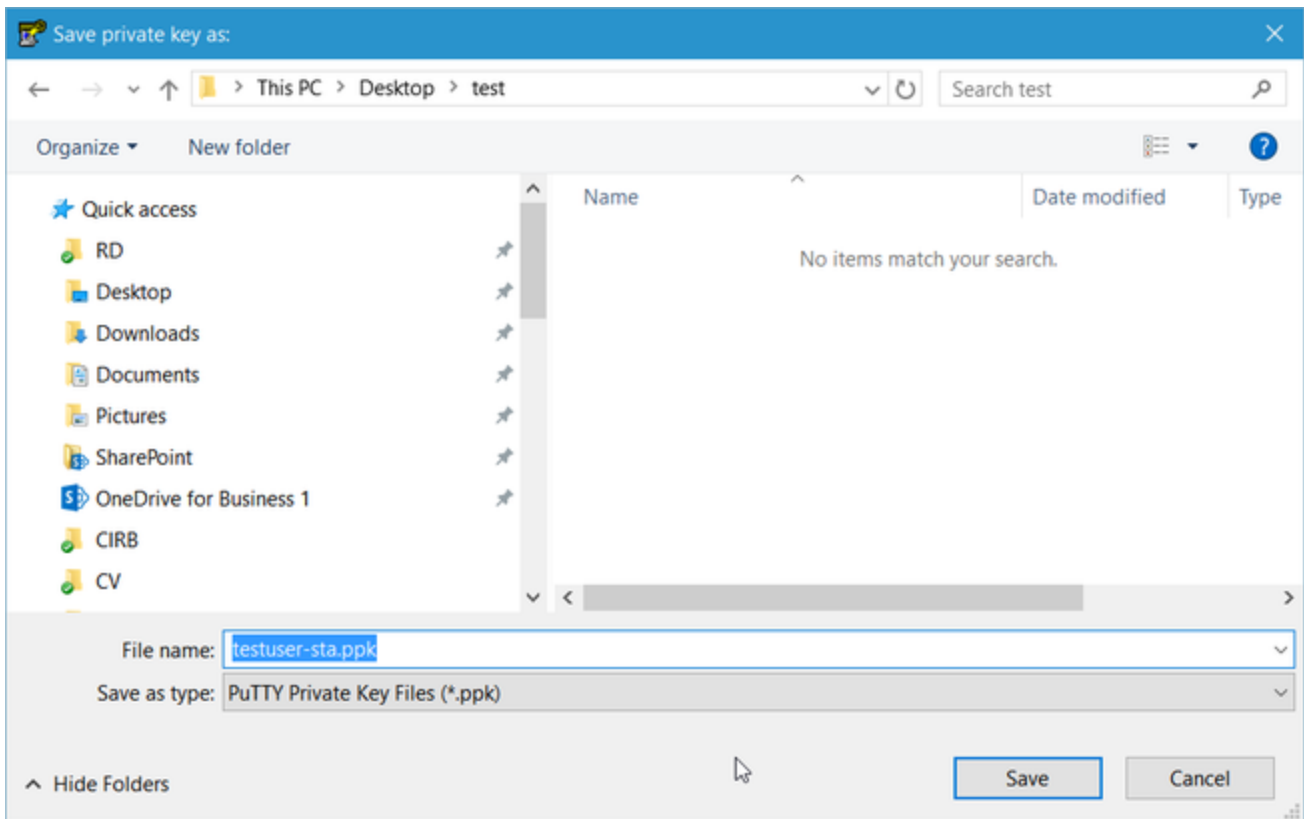 Save private key as:
This PC > Desktop > test
Search test
Organize
New folder
Name
Date modified
Type
No items match your search.
Quick access
RD
Desktop
Downloads
Documents
Pictures
SharePoint
OneDrive for Business 1
CIRB
CV
File name: testuser-sta.ppk
Save as type: PuTTY Private Key Files (*.ppk)
Hide Folders
Save
Cancel